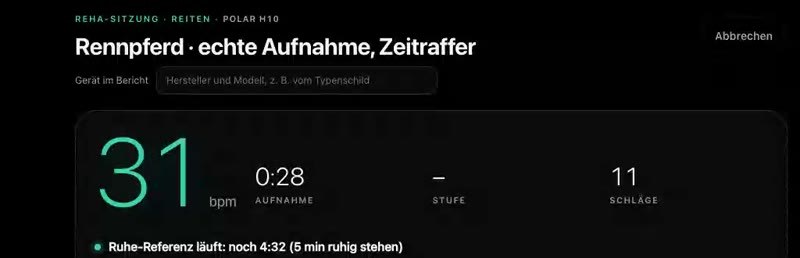 REHA-SITZUNG · REITEN · POLAR H10
Rennpferd · echte Aufnahme, Zeitraffer
Abbrechen
Gerät im Bericht
Hersteller und Modell, z. B. vom Typenschild
31 bpm
0:28
AUFNAHME
–
STUFE
11
SCHLÄGE
Ruhe-Referenz läuft: noch 4:32 (5 min ruhig stehen)